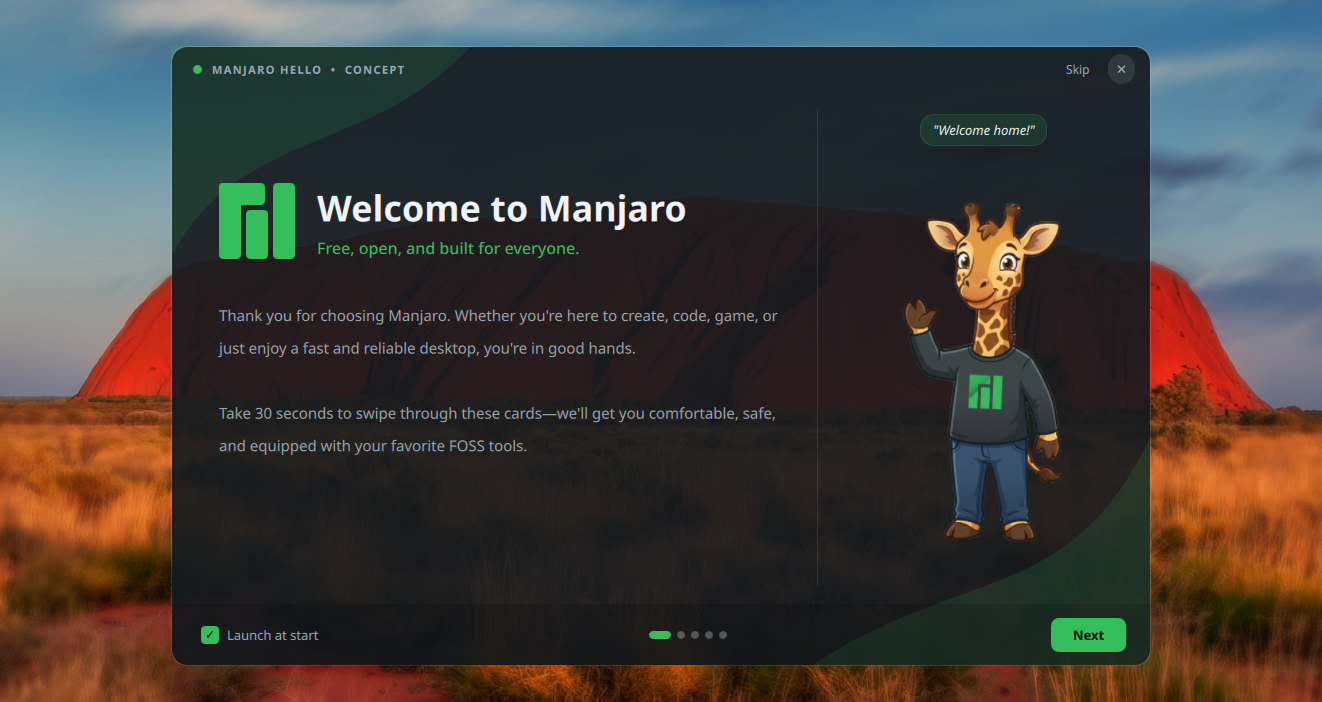 MANJARO HELLO • CONCEPT
Skip
"Welcome home!"
Welcome to Manjaro
Free, open, and built for everyone.
Thank you for choosing Manjaro. Whether you're here to create, code, game, or
just enjoy a fast and reliable desktop, you're in good hands.
Take 30 seconds to swipe through these cards—we'll get you comfortable, safe,
and equipped with your favorite FOSS tools.
Launch at start
Next